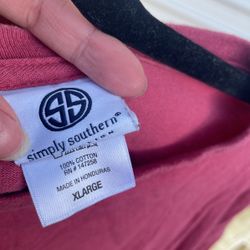 SS
simply southern®
100% COTTON
RN # 147258
MADE IN HONDURAS
XLARGE